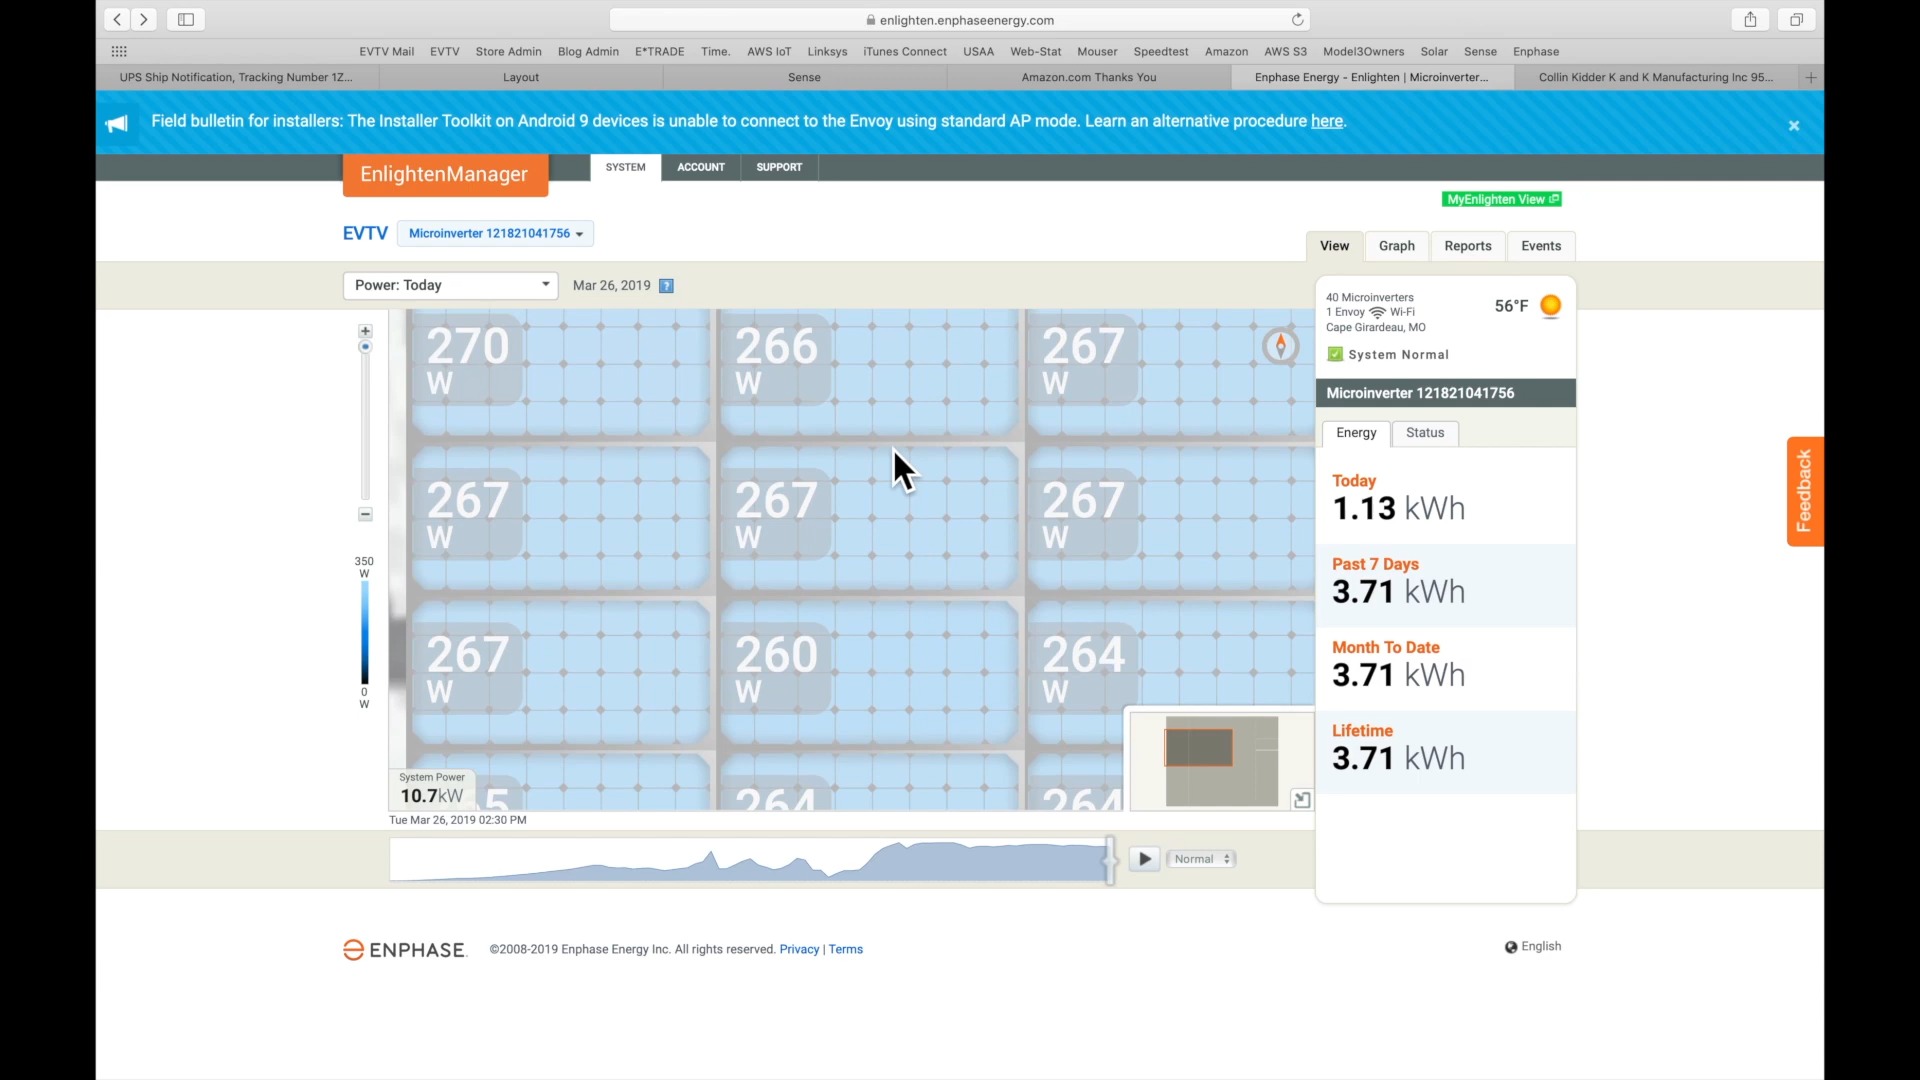 enlighten.enphaseenergy.com
EVTV Mail EVTV Store Admin Blog Admin E*TRADE Time. AWS IoT Linksys iTunes Connect USAA Web-Stat Mouser Speedtest Amazon AWS S3 Model3Owners Solar Sense Enphase
UPS Ship Notification, Tracking Number 1Z... Layout Sense Amazon.com Thanks You Enphase Energy - Enlighten | Microinverter... Collin Kidder K and K Manufacturing Inc 95...
Field bulletin for installers: The Installer Toolkit on Android 9 devices is unable to connect to the Envoy using standard AP mode. Learn an alternative procedure here.
EnlightenManager SYSTEM ACCOUNT SUPPORT
MyEnlighten View
EVTV Microinverter 121821041756
View Graph Reports Events
Power: Today Mar 26, 2019 ?
40 Microinverters
1 Envoy Wi-Fi
Cape Girardeau, MO
56°F
System Normal
Microinverter 121821041756
Energy Status
Today
1.13 kWh
Past 7 Days
3.71 kWh
Month To Date
3.71 kWh
Lifetime
3.71 kWh
270 W 266 W 267 W
267 W 267 W 267 W
267 W 260 W 264 W
264 264
350 W
0 W
System Power
10.7kW
Tue Mar 26, 2019 02:30 PM
Normal
Feedback
ENPHASE. ©2008-2019 Enphase Energy Inc. All rights reserved. Privacy | Terms
English